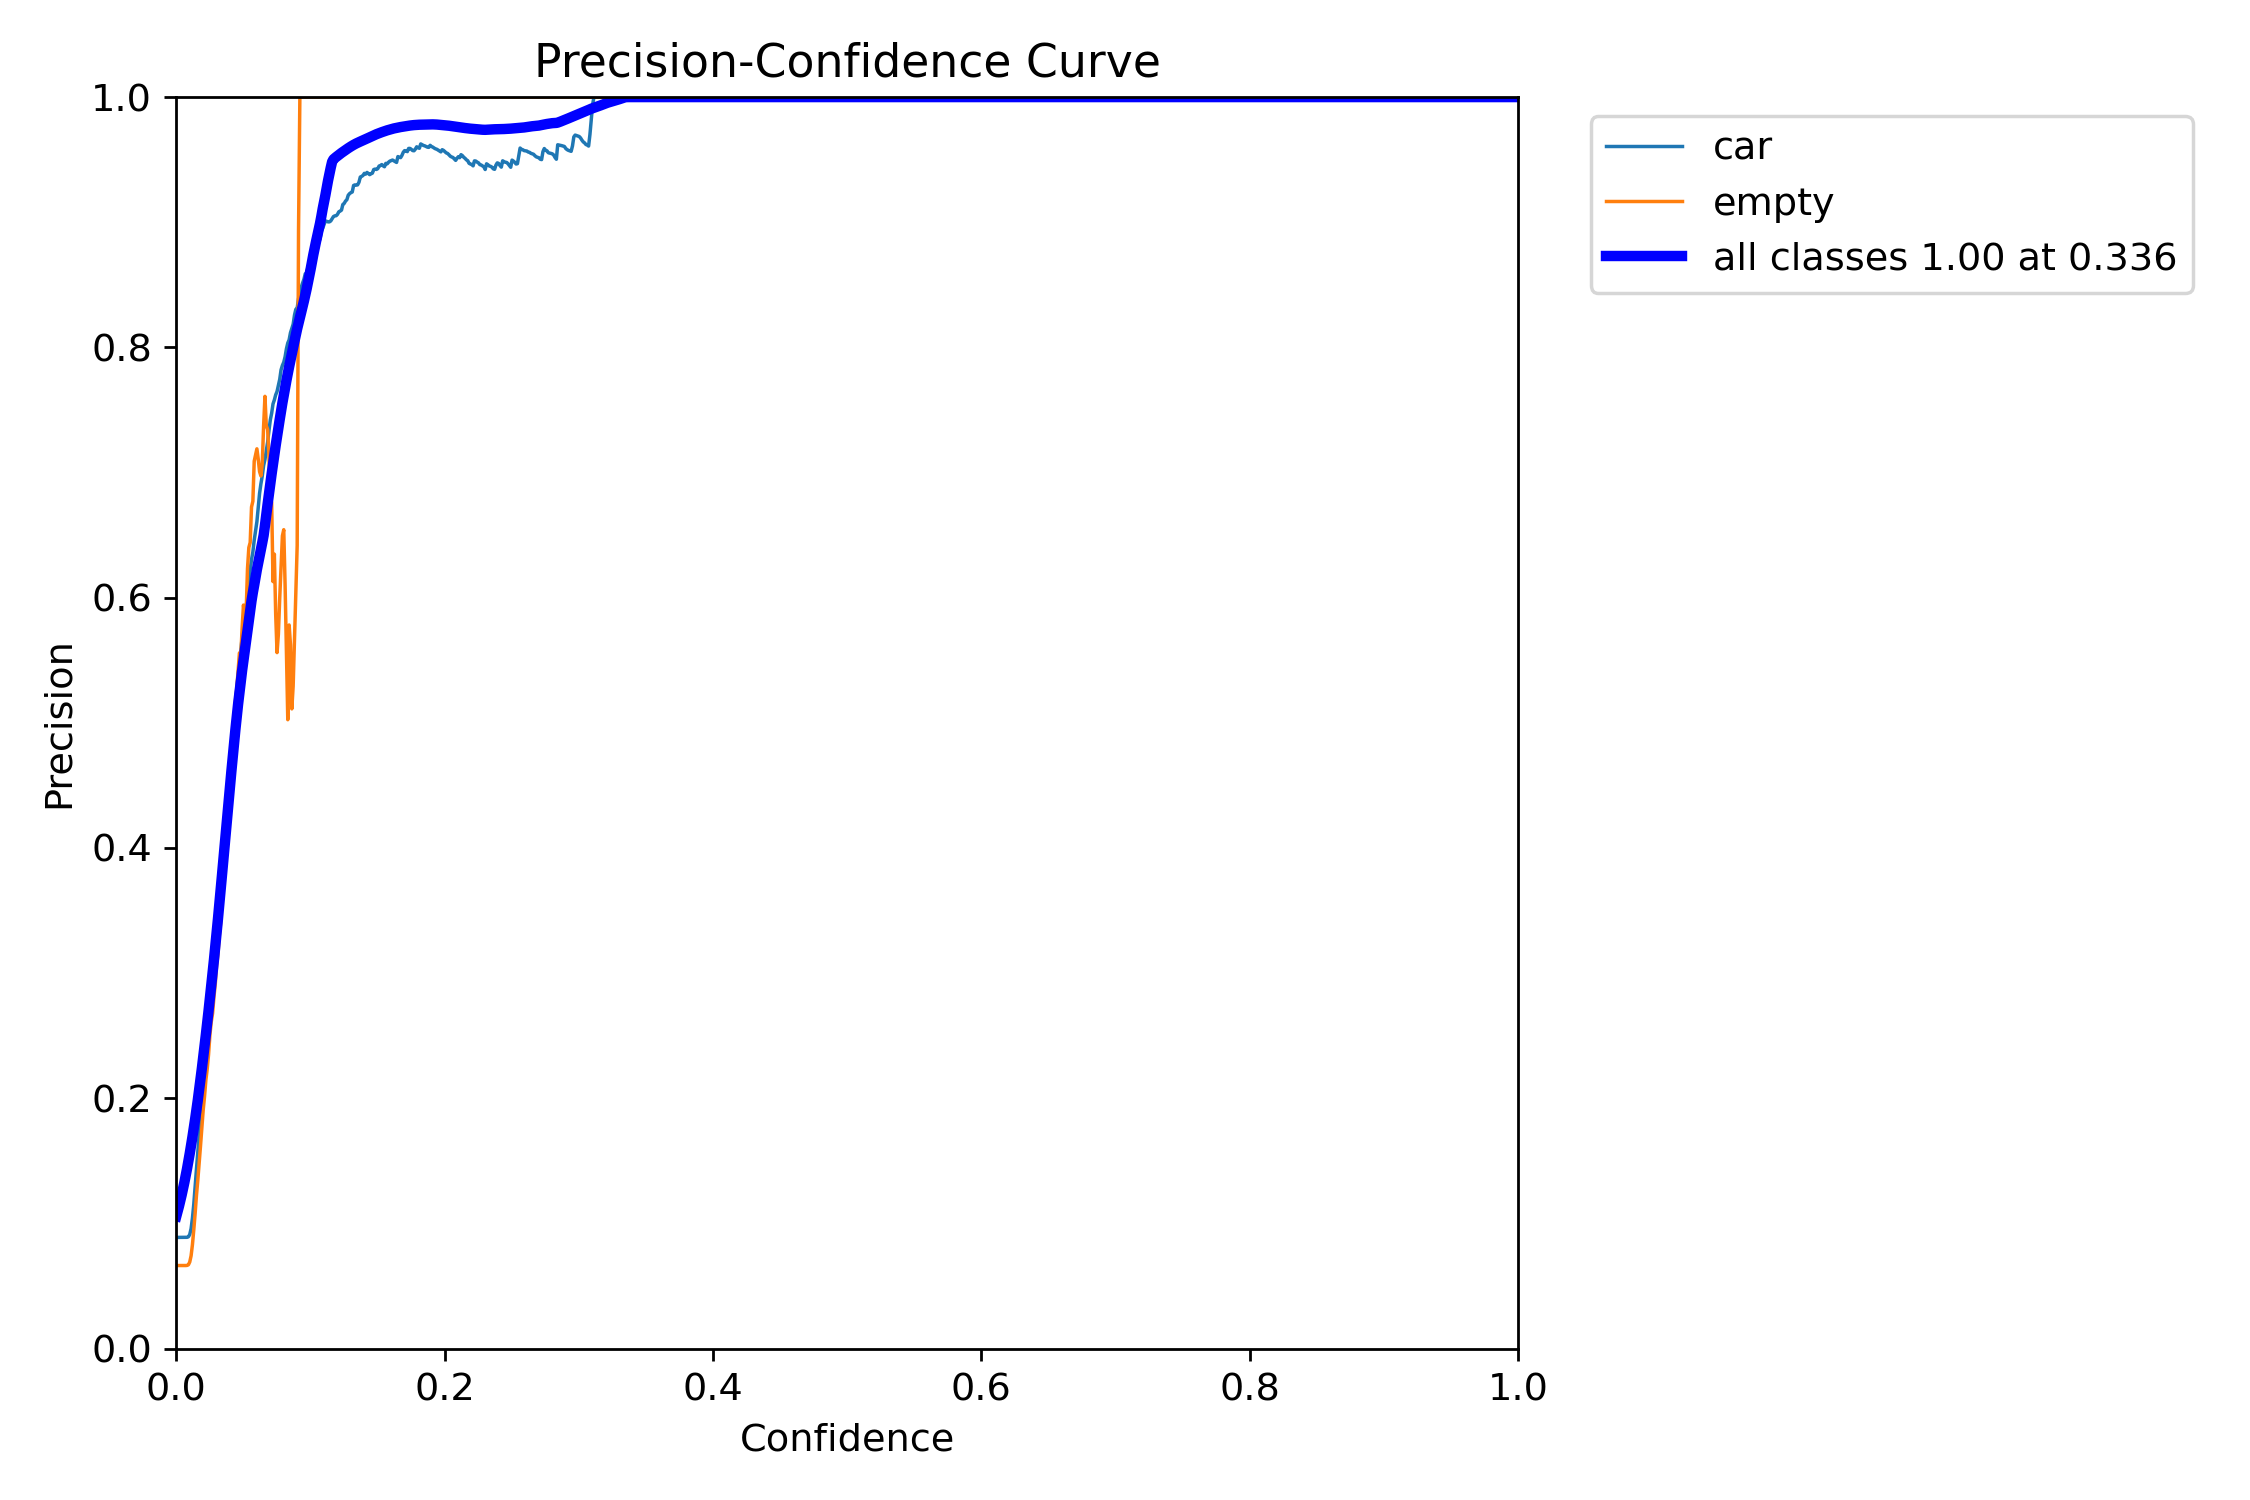 Precision-Confidence Curve
1.0
0.8
0.6
0.4
0.2
0.0
Precision
0.0 0.2 0.4 0.6 0.8 1.0
Confidence
car
empty
all classes 1.00 at 0.336